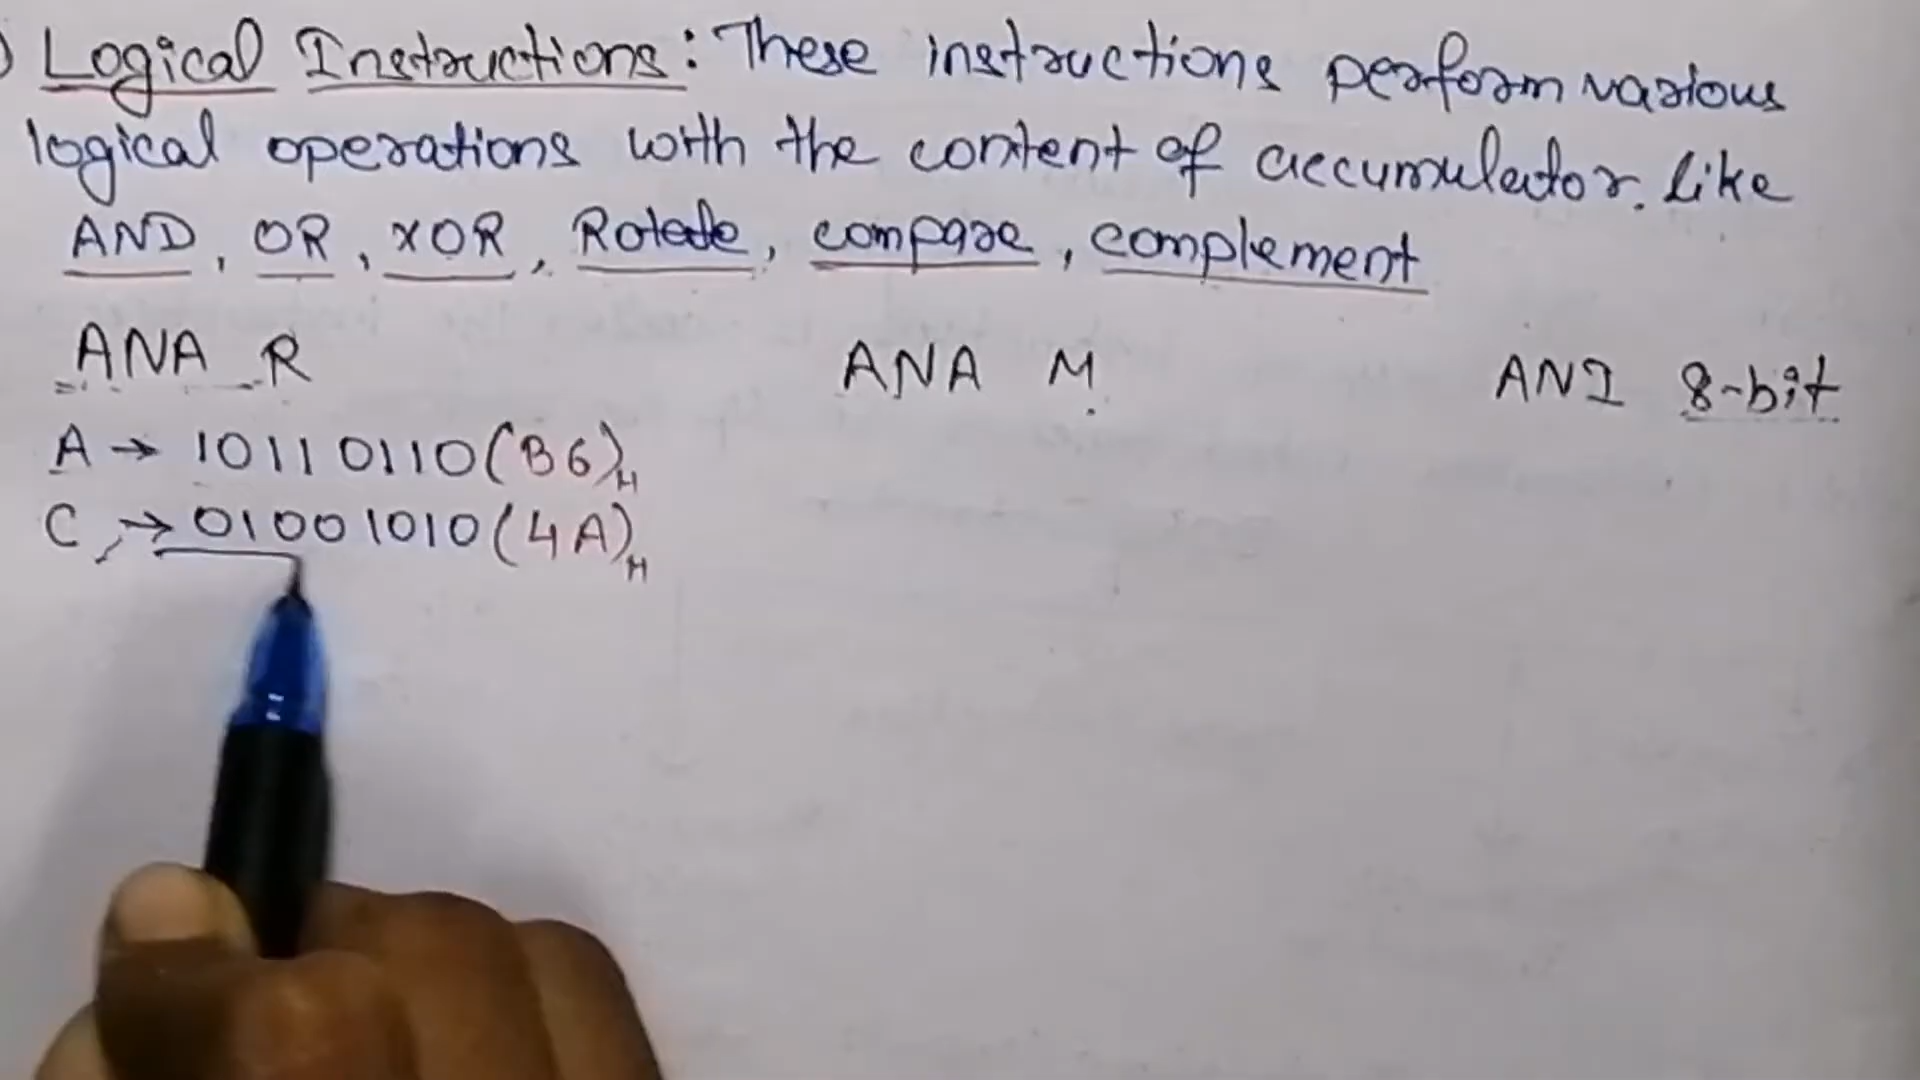 ) Logical Instructions: These instructions perform various
logical operations with the content of accumulator. like
AND, OR, XOR, Rotate, compare, complement
ANA R ANA M ANI 8-bit
A → 10110110 (B6)H
C → 01001010 (4A)H